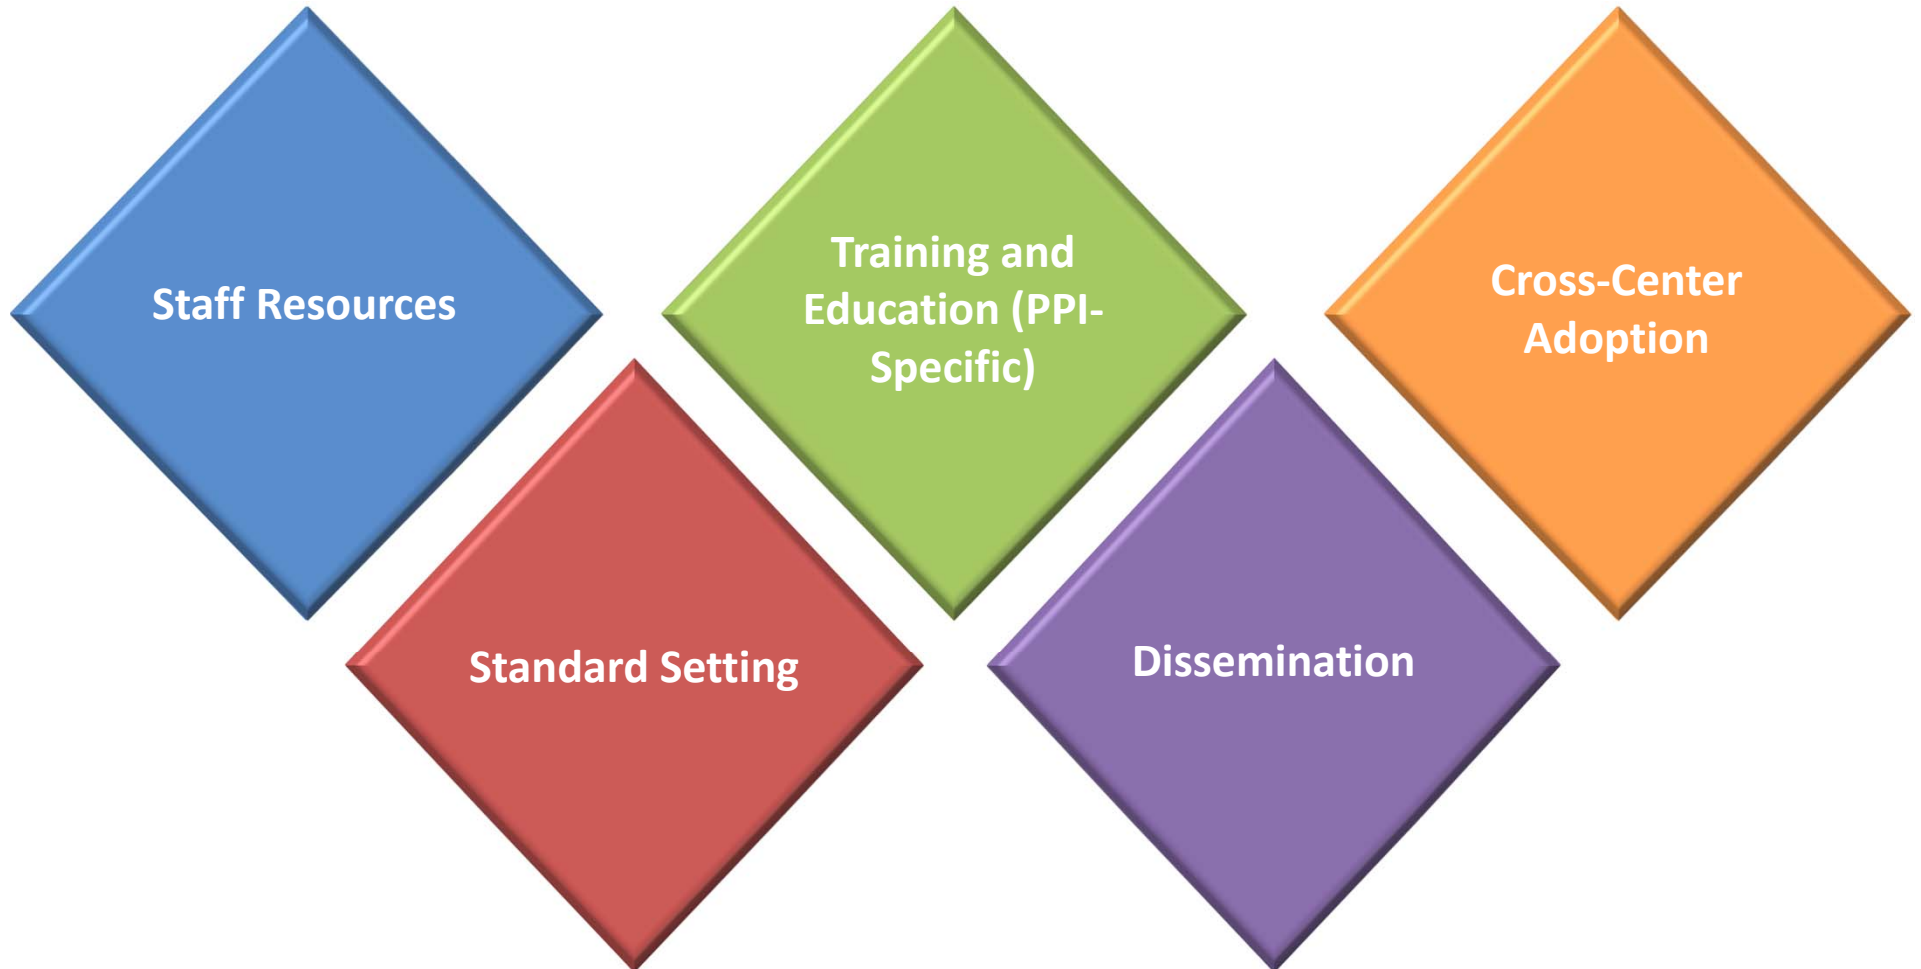 Staff Resources
Training and
Education (PPI-
Specific)
Cross-Center
Adoption
Standard Setting
Dissemination